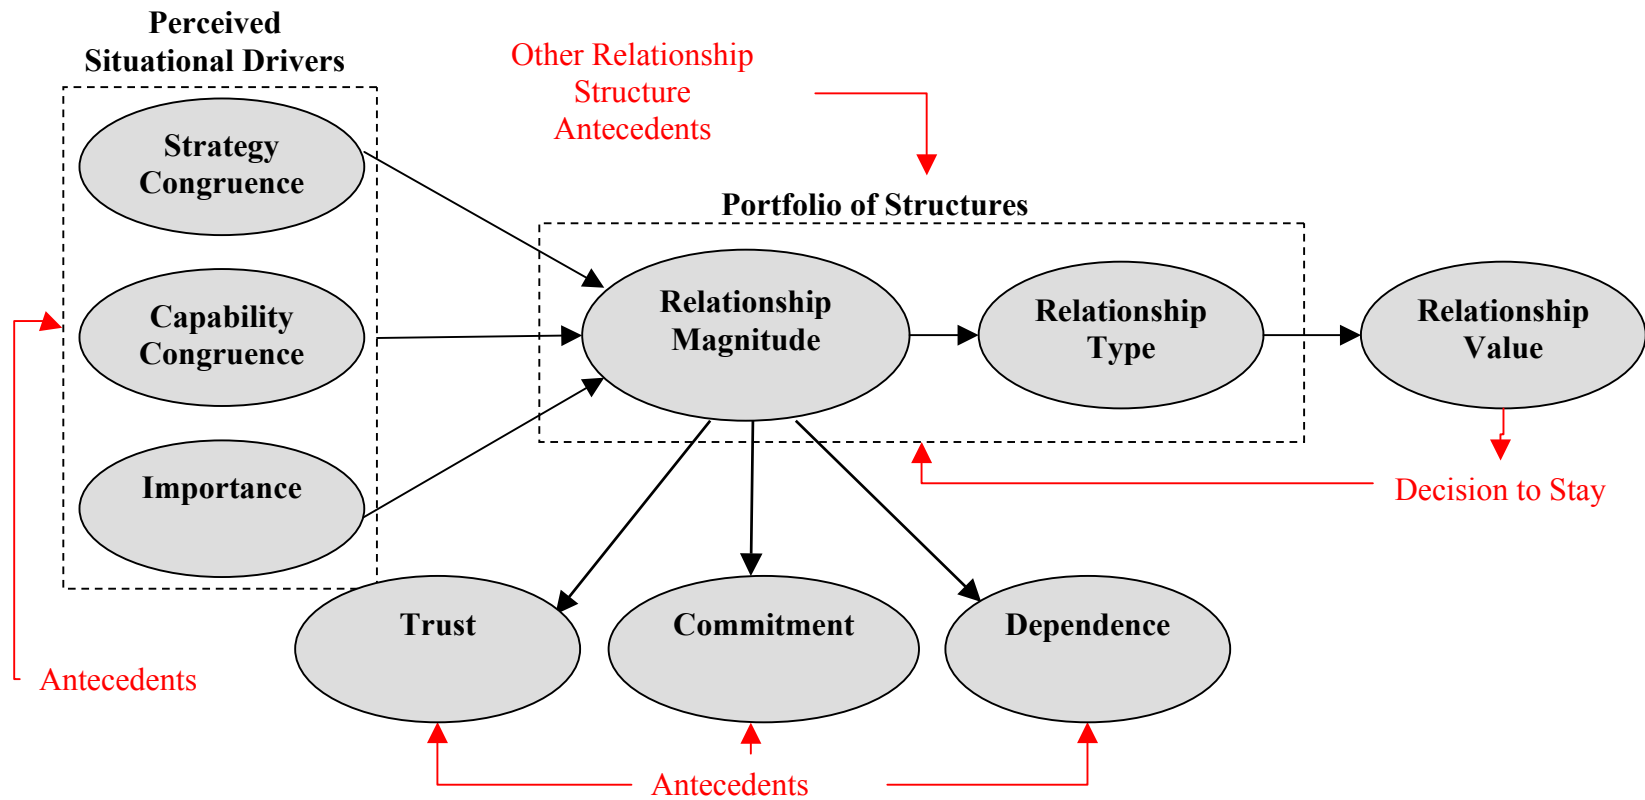 Perceived
Situational Drivers
Other Relationship
Structure
Antecedents
Strategy
Congruence
Portfolio of Structures
Capability
Congruence
Relationship
Magnitude
Relationship
Type
Relationship
Value
Importance
Decision to Stay
Trust
Commitment
Dependence
Antecedents
Antecedents